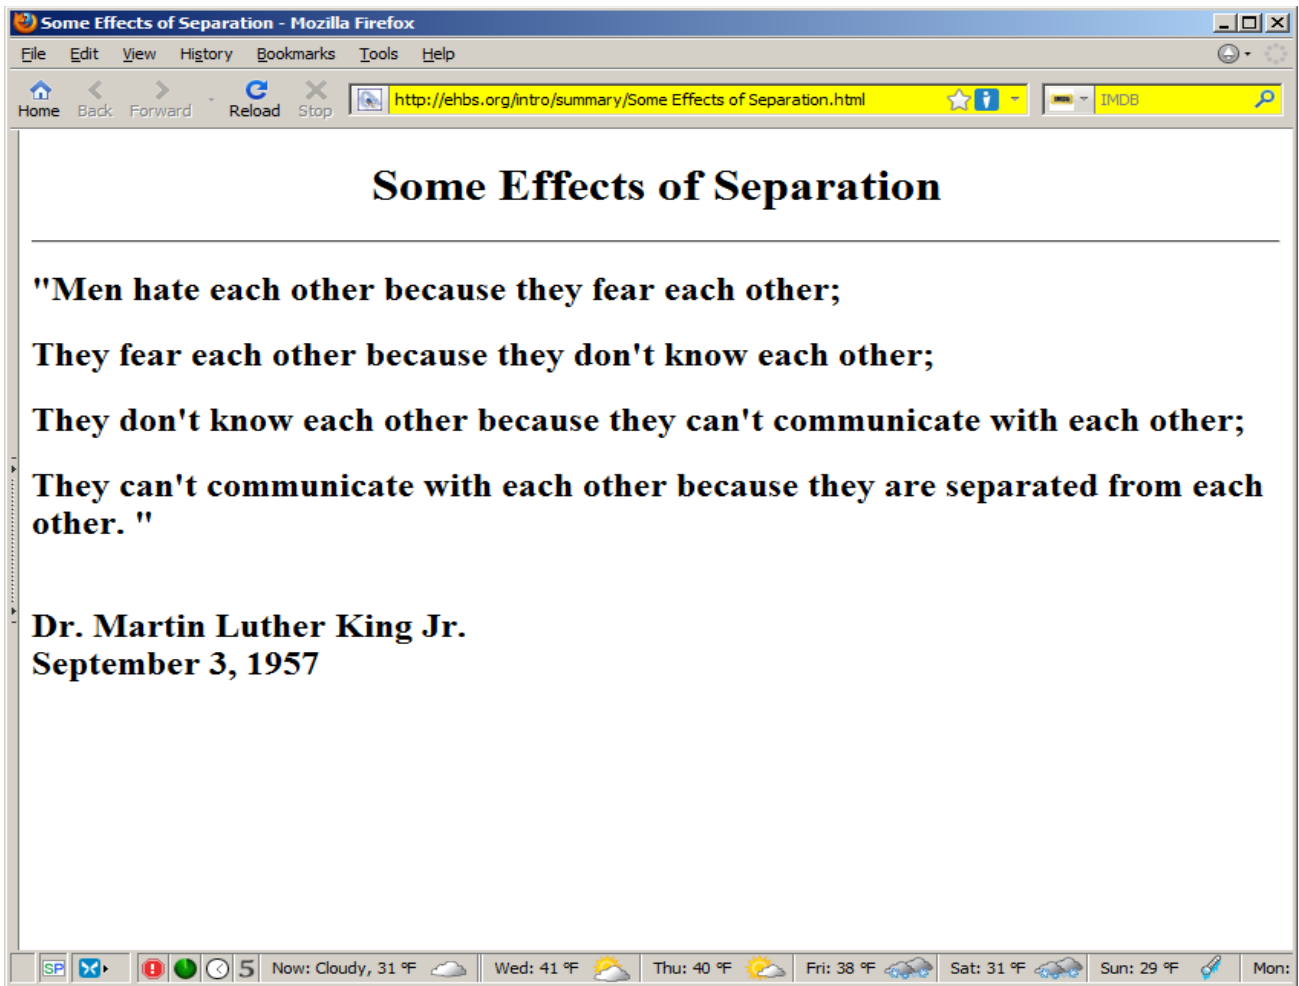 Some Effects of Separation - Mozilla Firefox
File Edit View History Bookmarks Tools Help
Home Back Forward Reload Stop http://ehbs.org/intro/summary/Some Effects of Separation.html IMDB
Some Effects of Separation
"Men hate each other because they fear each other;
They fear each other because they don't know each other;
They don't know each other because they can't communicate with each other;
They can't communicate with each other because they are separated from each
other. "
Dr. Martin Luther King Jr.
September 3, 1957
SP 5 Now: Cloudy, 31 °F Wed: 41 °F Thu: 40 °F Fri: 38 °F Sat: 31 °F Sun: 29 °F Mon: